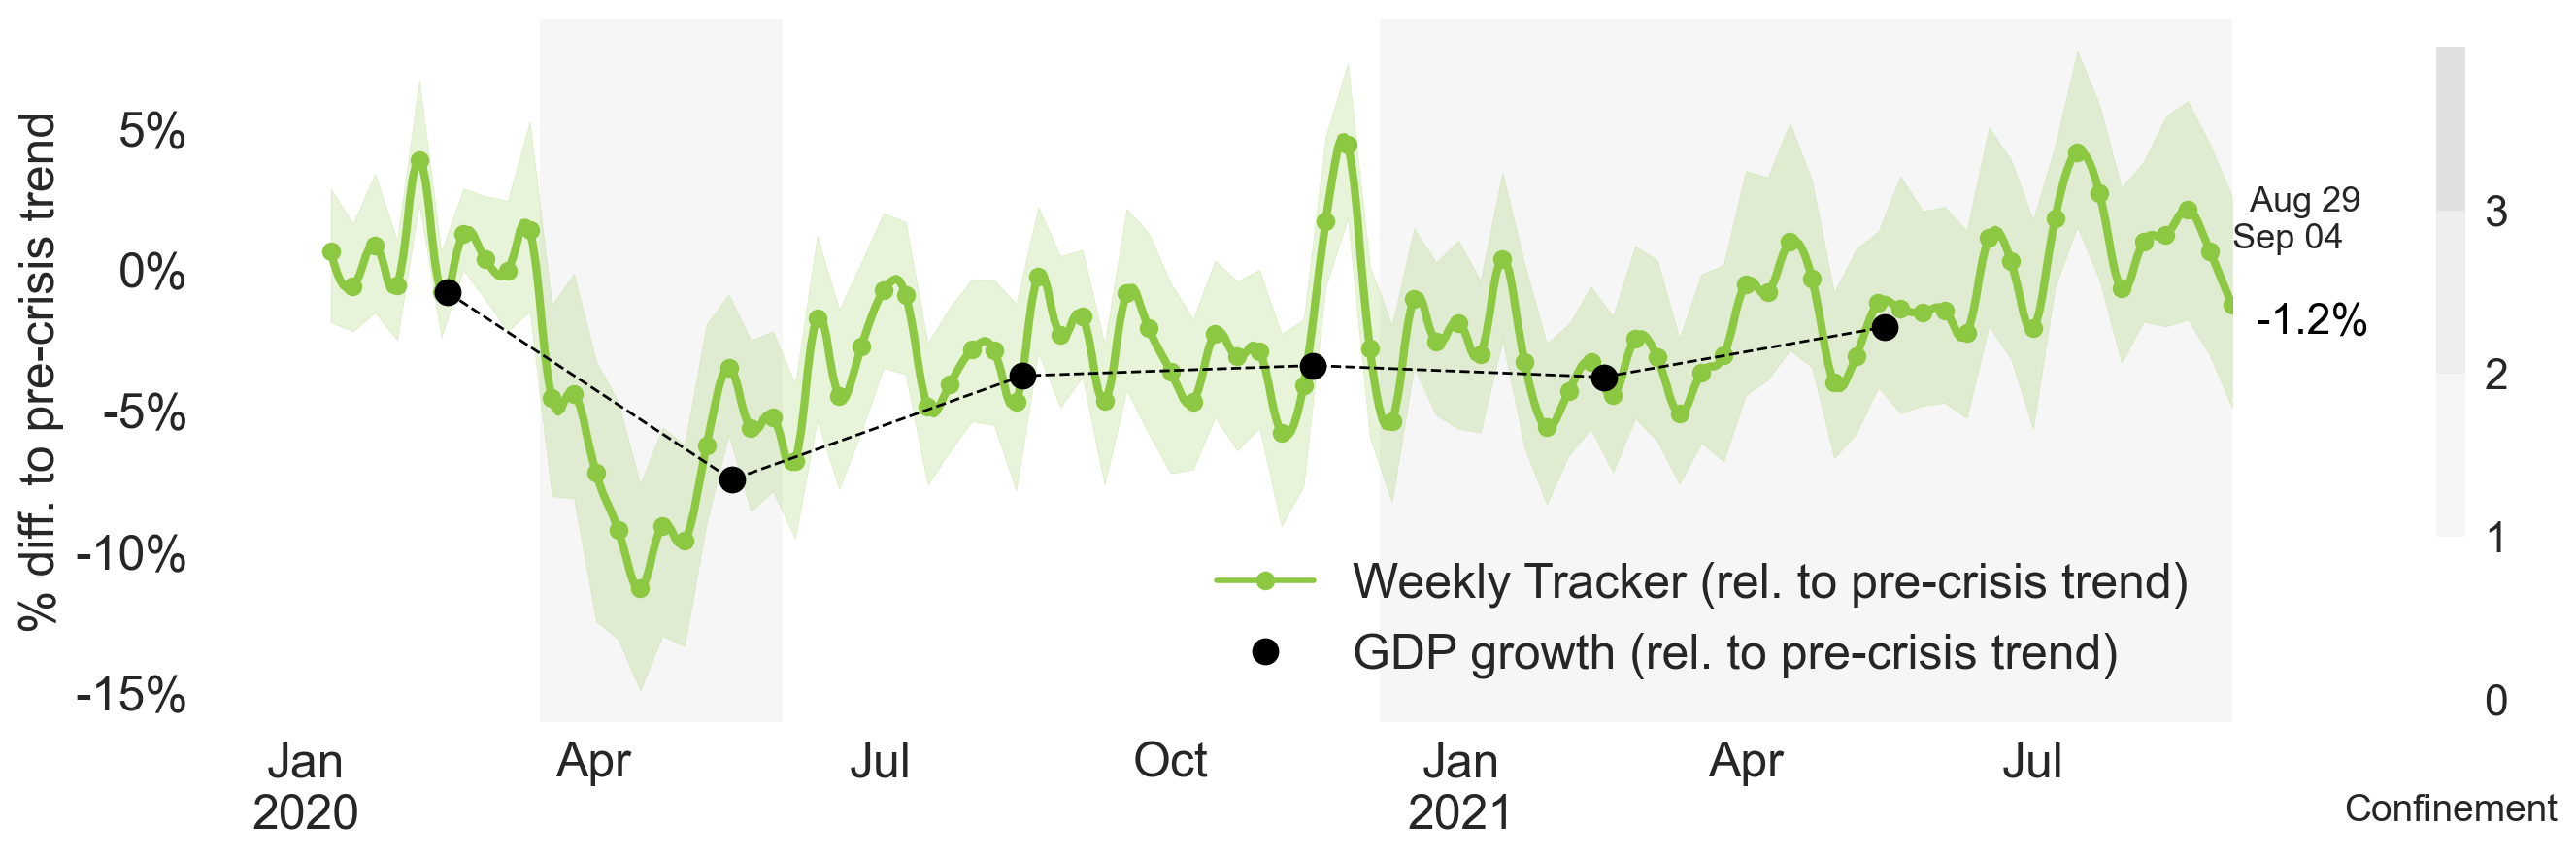 % diff. to pre-crisis trend
5%
0%
-5%
-10%
-15%
Jan
2020
Apr
Jul
Oct
Jan
2021
Apr
Jul
Weekly Tracker (rel. to pre-crisis trend)
GDP growth (rel. to pre-crisis trend)
Aug 29
Sep 04
-1.2%
3
2
1
0
Confinement